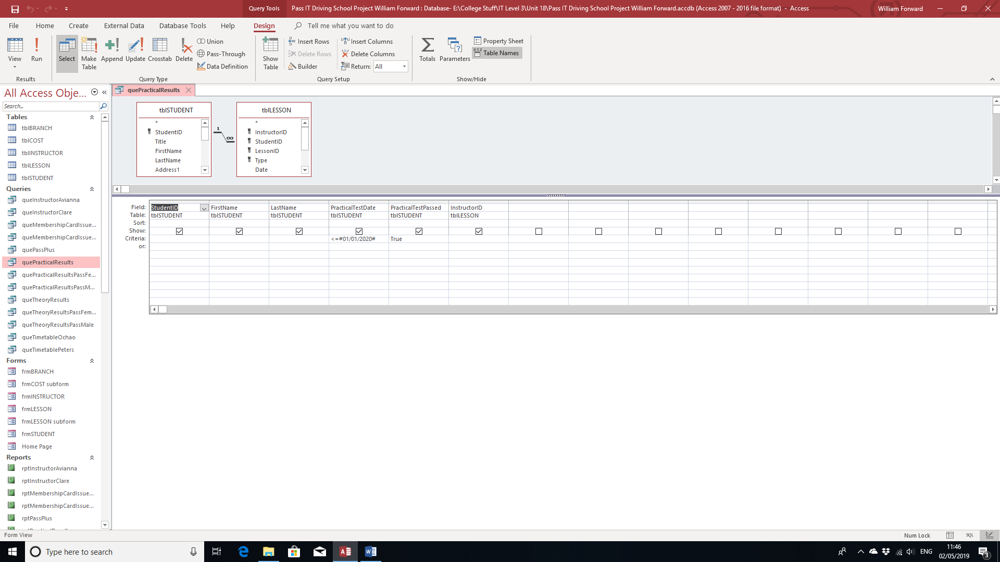 Query Tools
Pass IT Driving School Project William Forward : Database- E:\College Stuff\IT Level 3\Unit 18\Pass IT Driving School Project William Forward.accdb (Access 2007 - 2016 file format) - Access
William Forward
File Home Create External Data Database Tools Help Design Tell me what you want to do
View
Run
Results
Select
Make Table
Append
Update
Crosstab
Delete
Union
Pass-Through
Data Definition
Query Type
Show Table
Insert Rows
Delete Rows
Builder
Insert Columns
Delete Columns
Return: All
Query Setup
Totals
Parameters
Property Sheet
Table Names
Show/Hide
All Access Obje...
Search...
Tables
tblBRANCH
tblCOST
tblINSTRUCTOR
tblLESSON
tblSTUDENT
Queries
queInstructorAvianna
queInstructorClare
queMembershipCardIssue...
queMembershipCardIssue...
quePassPlus
quePracticalResults
quePracticalResultsPassFe...
quePracticalResultsPassM...
queTheoryResults
queTheoryResultsPassFem...
queTheoryResultsPassMale
queTimetableOchao
queTimetablePeters
Forms
frmBRANCH
frmCOST subform
frmINSTRUCTOR
frmLESSON
frmLESSON subform
frmSTUDENT
Home Page
Reports
rptInstructorAvianna
rptInstructorClare
rptMembershipCardIssue...
rptMembershipCardIssue...
rptPassPlus
quePracticalResults
tblSTUDENT
*
StudentID
Title
FirstName
LastName
Address1
1
∞
tblLESSON
*
InstructorID
StudentID
LessonID
Type
Date
Field: StudentID FirstName LastName PracticalTestDate PracticalTestPassed InstructorID
Table: tblSTUDENT tblSTUDENT tblSTUDENT tblSTUDENT tblSTUDENT tblLESSON
Sort:
Show:
Criteria: <=#01/01/2020# True
or:
Form View
Num Lock
SQL
Type here to search
ENG
11:46
02/05/2019
3